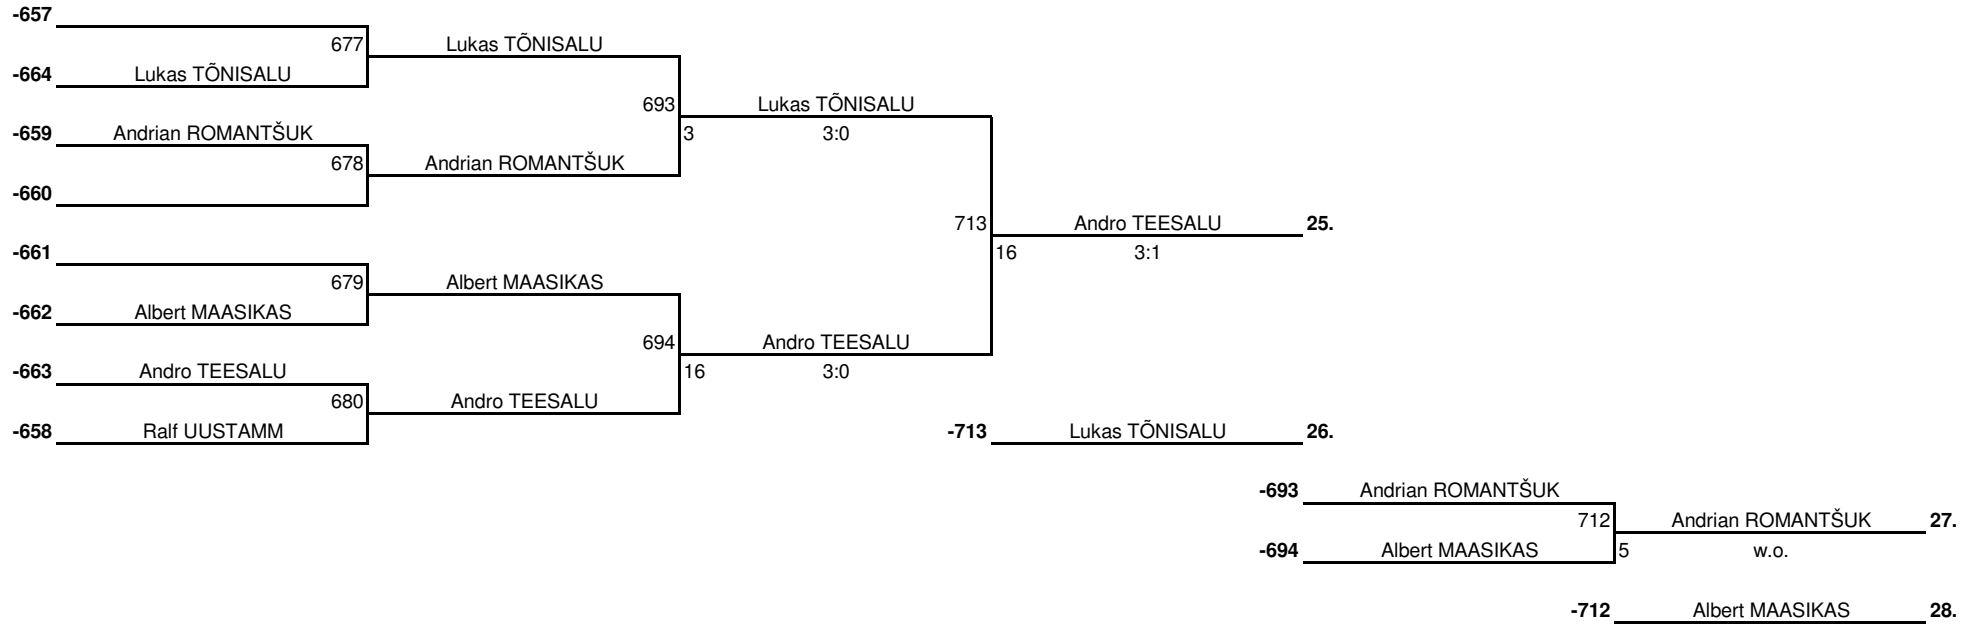 -657
677 Lukas TÕNISALU
-664 Lukas TÕNISALU
693 Lukas TÕNISALU
-659 Andrian ROMANTŠUK 3 3:0
678 Andrian ROMANTŠUK
-660
713 Andro TEESALU 25.
-661 16 3:1
679 Albert MAASIKAS
-662 Albert MAASIKAS
694 Andro TEESALU
-663 Andro TEESALU 16 3:0
680 Andro TEESALU
-658 Ralf UUSTAMM -713 Lukas TÕNISALU 26.
-693 Andrian ROMANTŠUK
712 Andrian ROMANTŠUK 27.
-694 Albert MAASIKAS 5 w.o.
-712 Albert MAASIKAS 28.